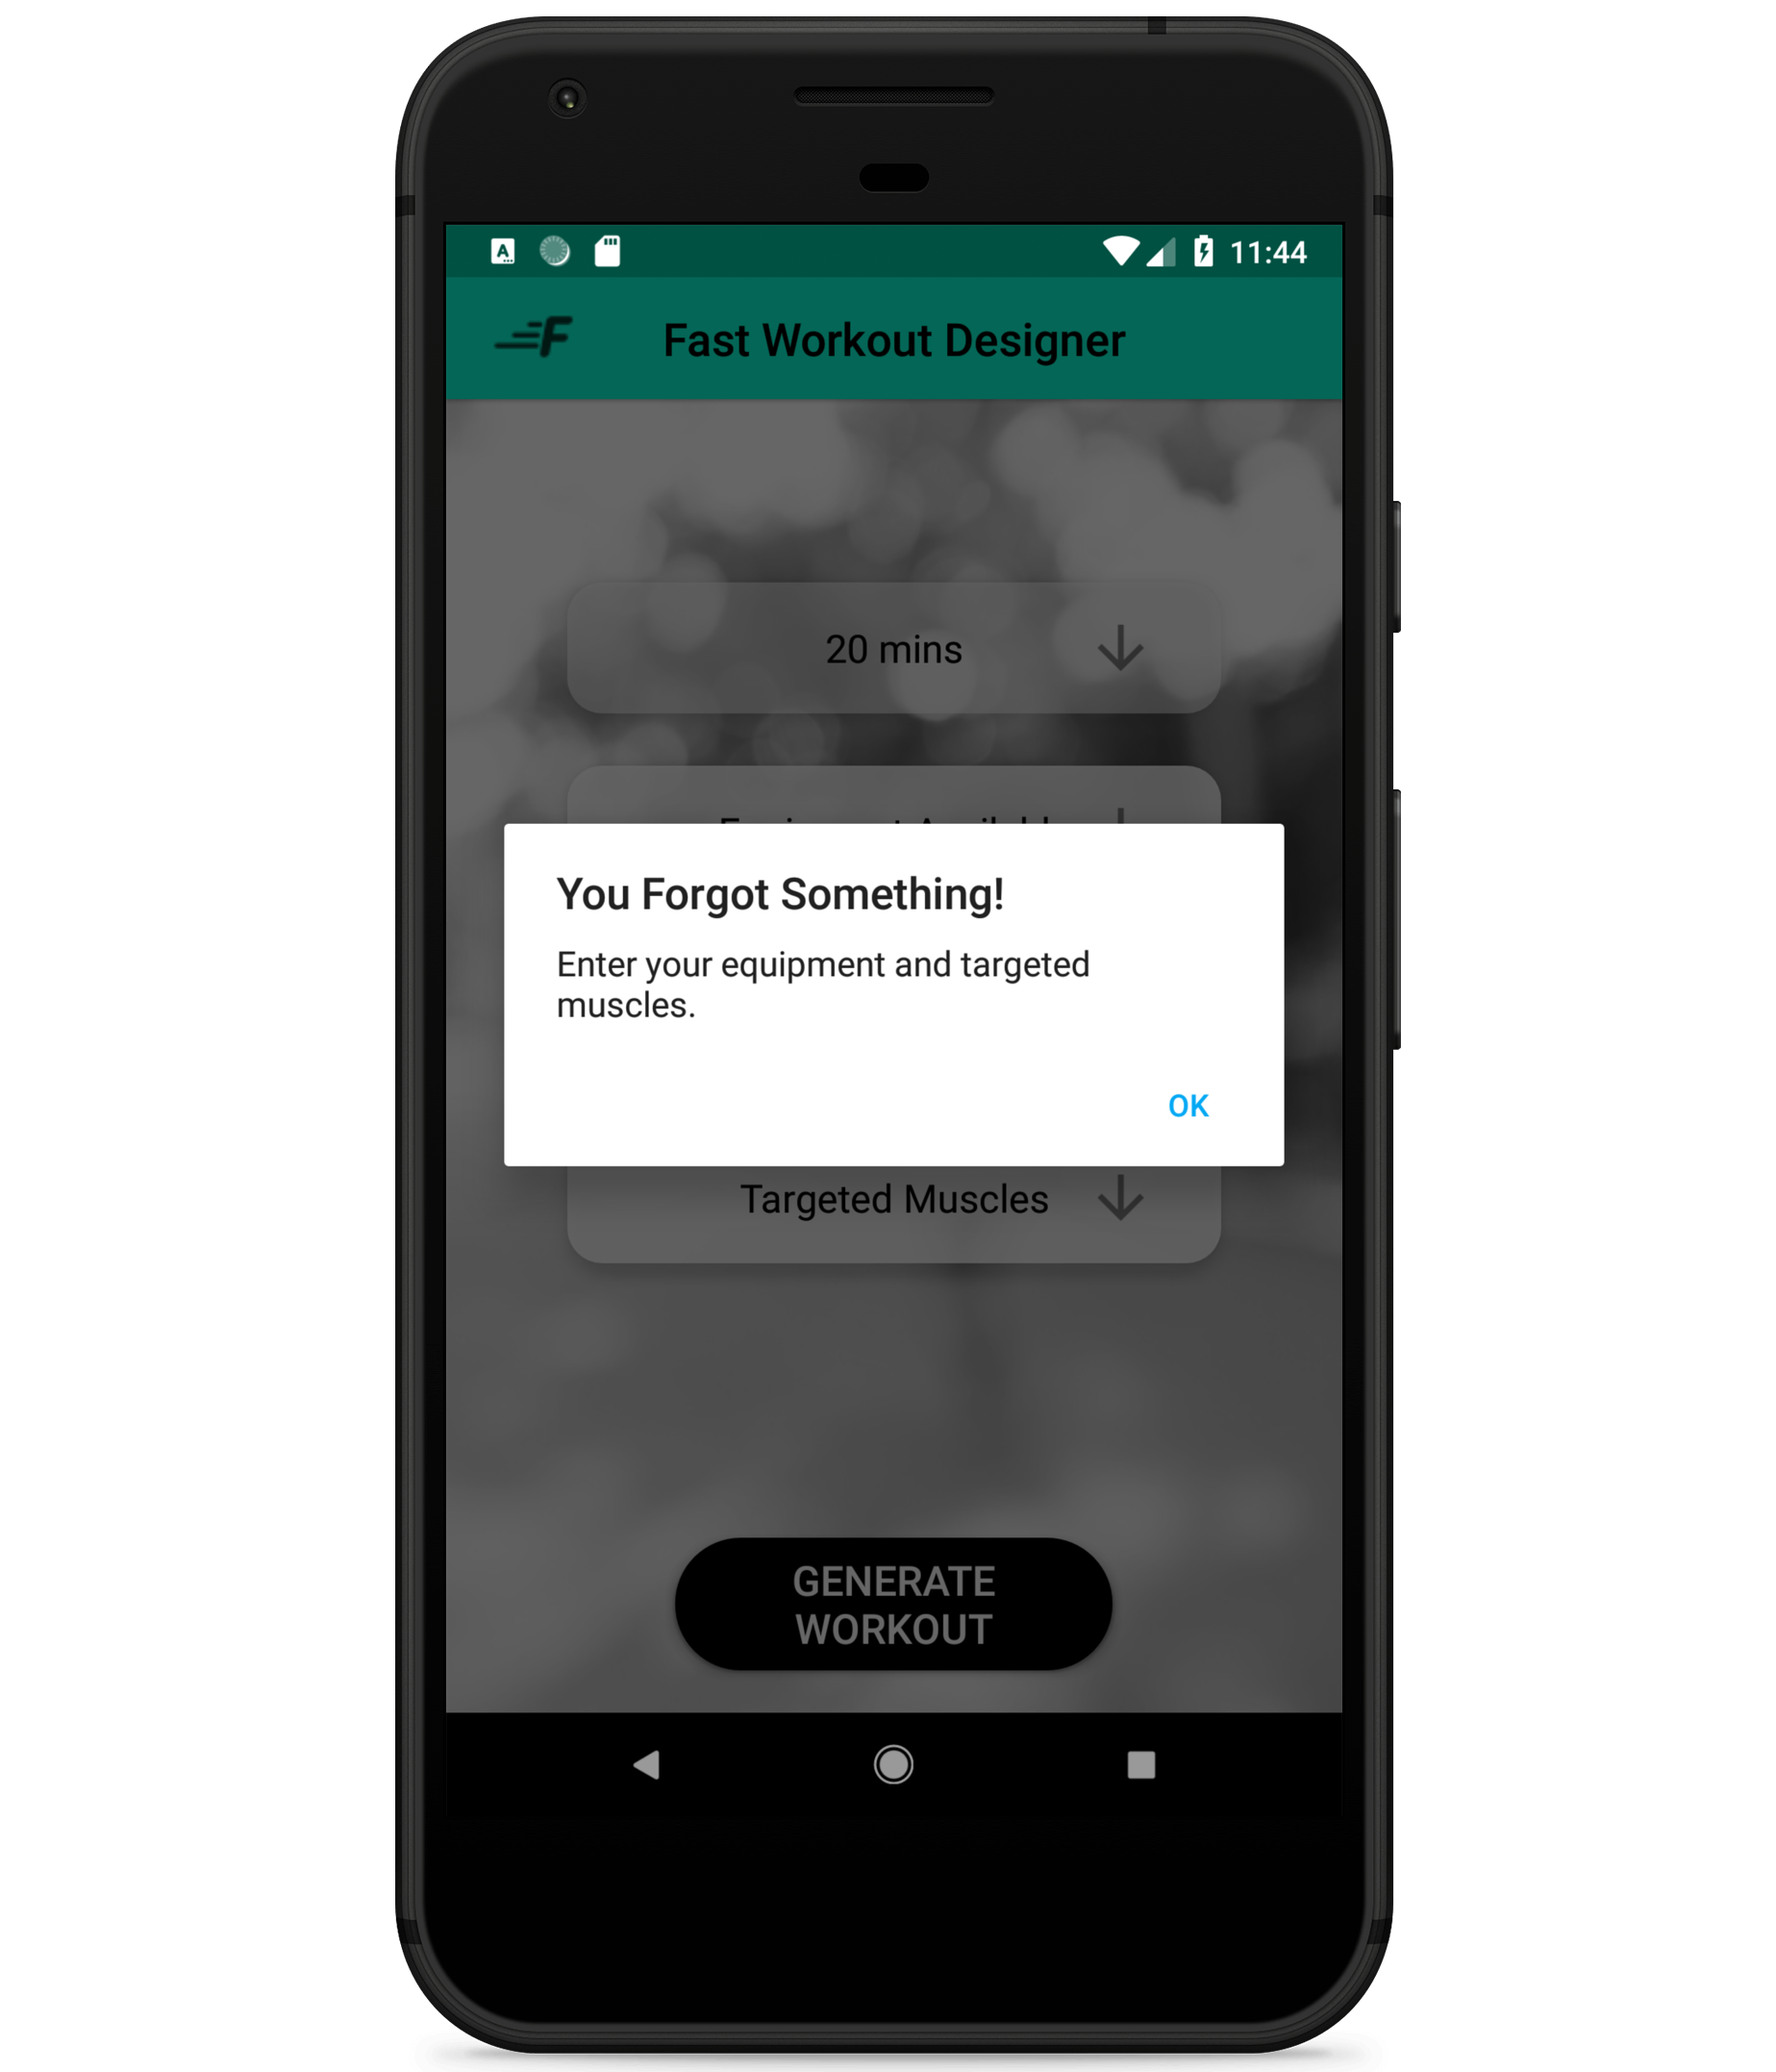 11:44
F
Fast Workout Designer
20 mins
You Forgot Something!
Enter your equipment and targeted
muscles.
OK
Targeted Muscles
GENERATE
WORKOUT